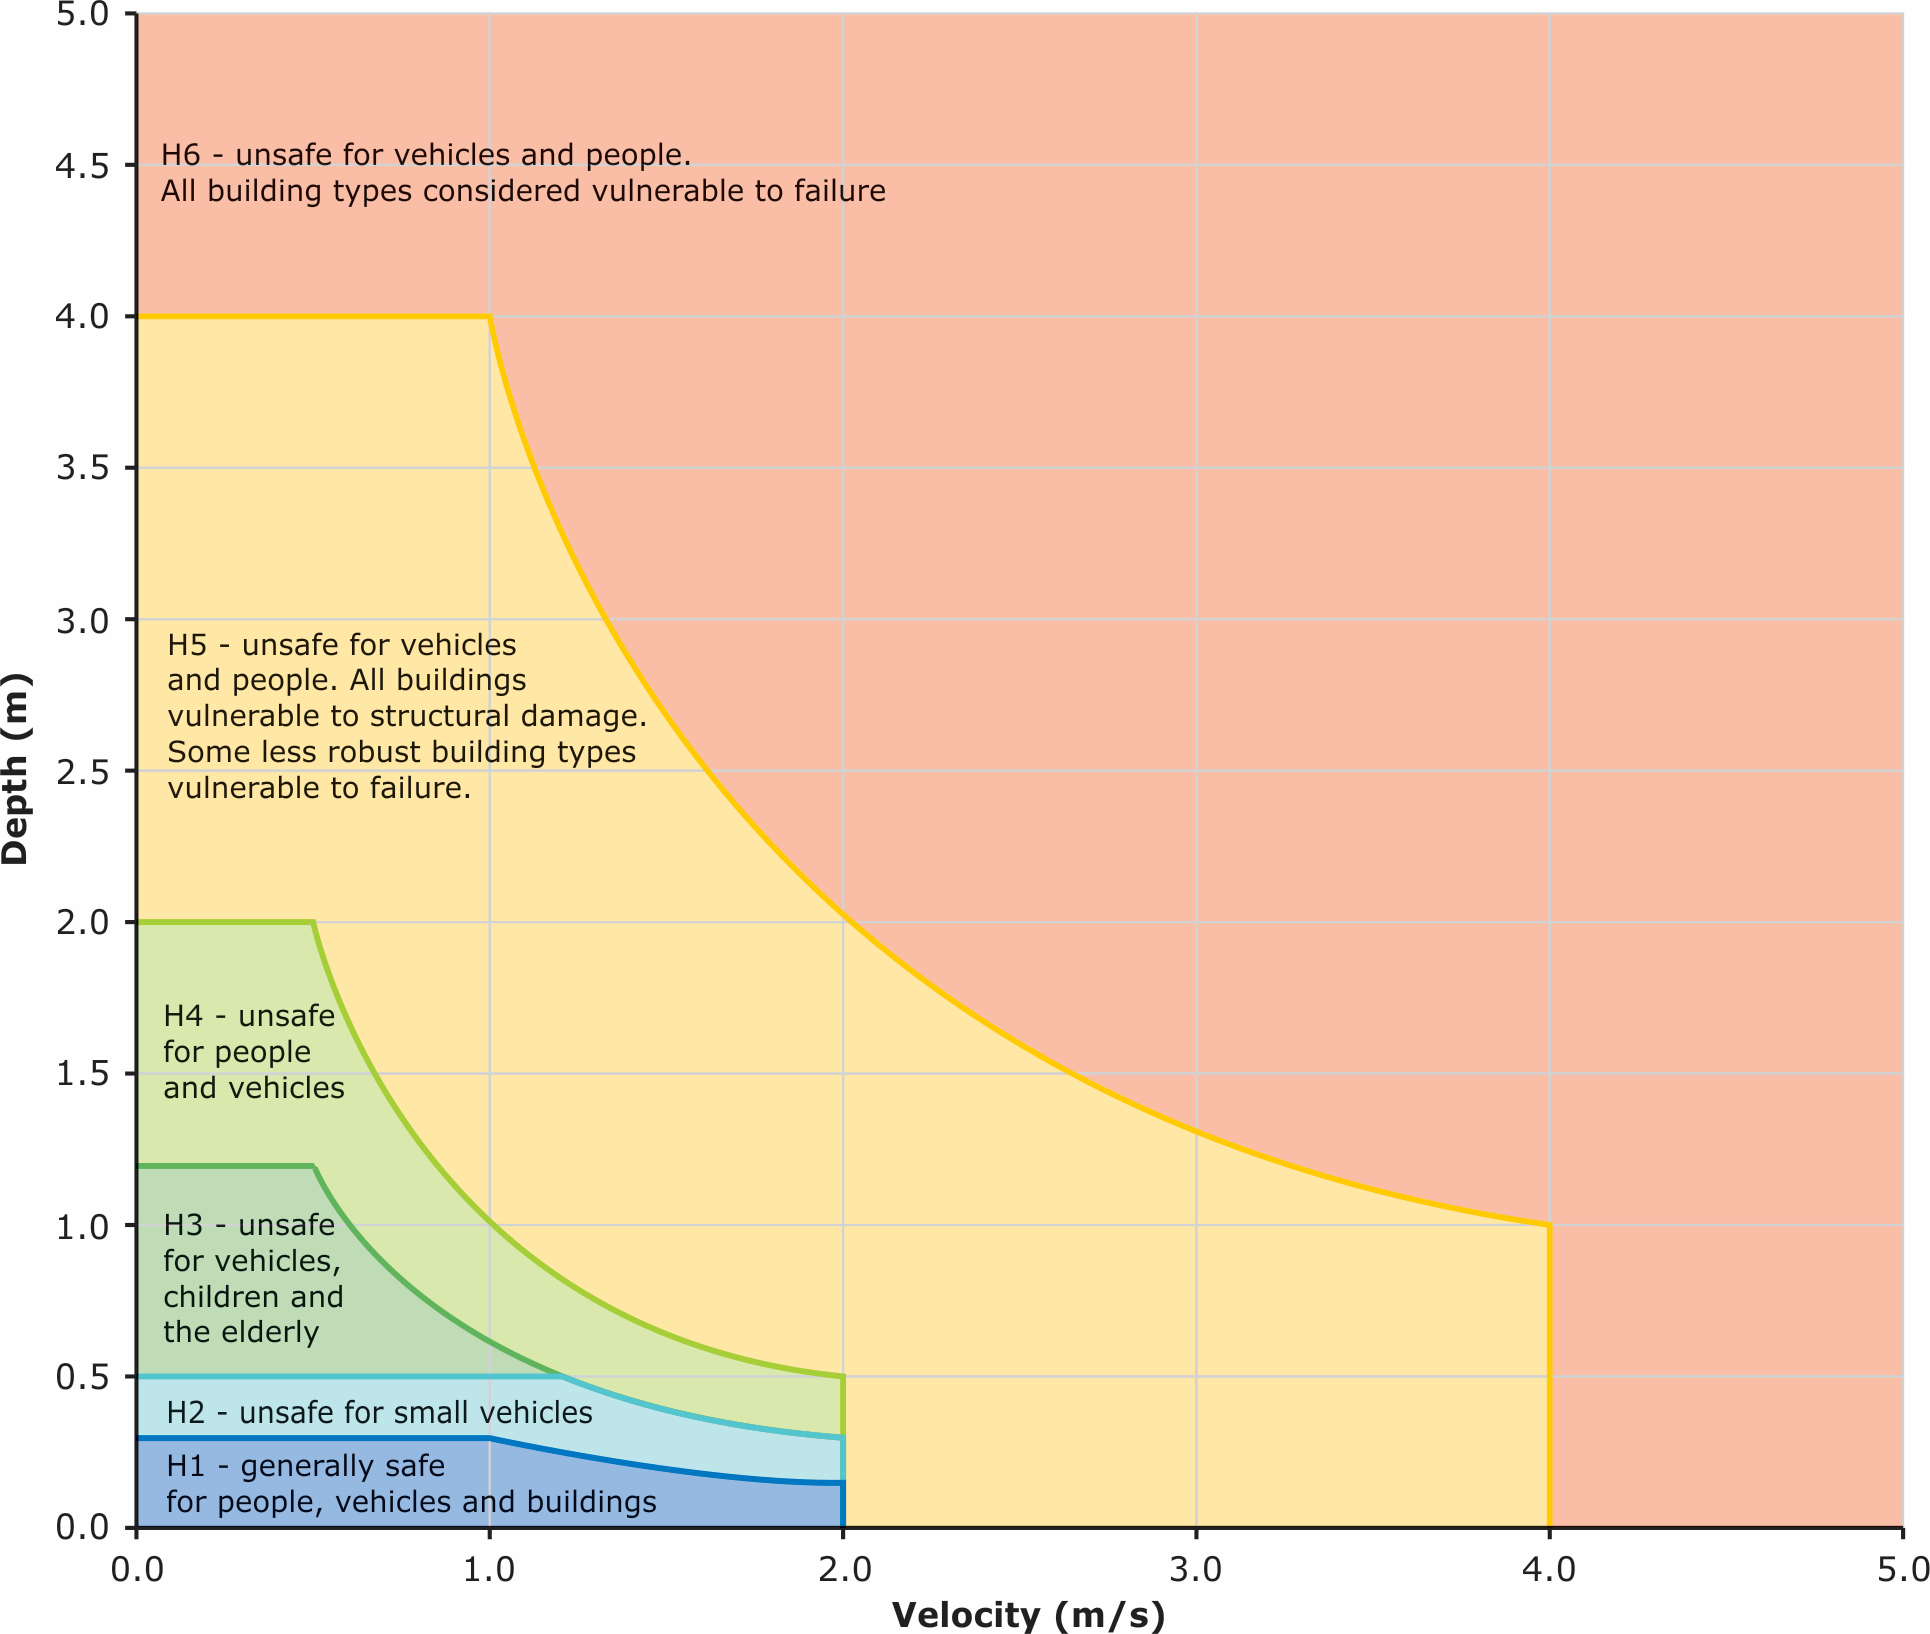 5.0
H6 - unsafe for vehicles and people.
4.5
All building types considered vulnerable to failure
4.0
3.5
3.0
H5 - unsafe for vehicles
and people. All buildings
vulnerable to structural damage.
Some less robust building types
2.5
vulnerable to failure.
Depth (m)
2.0
H4 - unsafe
for people
1.5
and vehicles
1.0
H3 - unsafe
for vehicles,
children and
the elderly
0.5
H2 - unsafe for small vehicles
H1 - generally safe
for people, vehicles and buildings
0.0
0.0 1.0 2.0 3.0 4.0 5.0
Velocity (m/s)